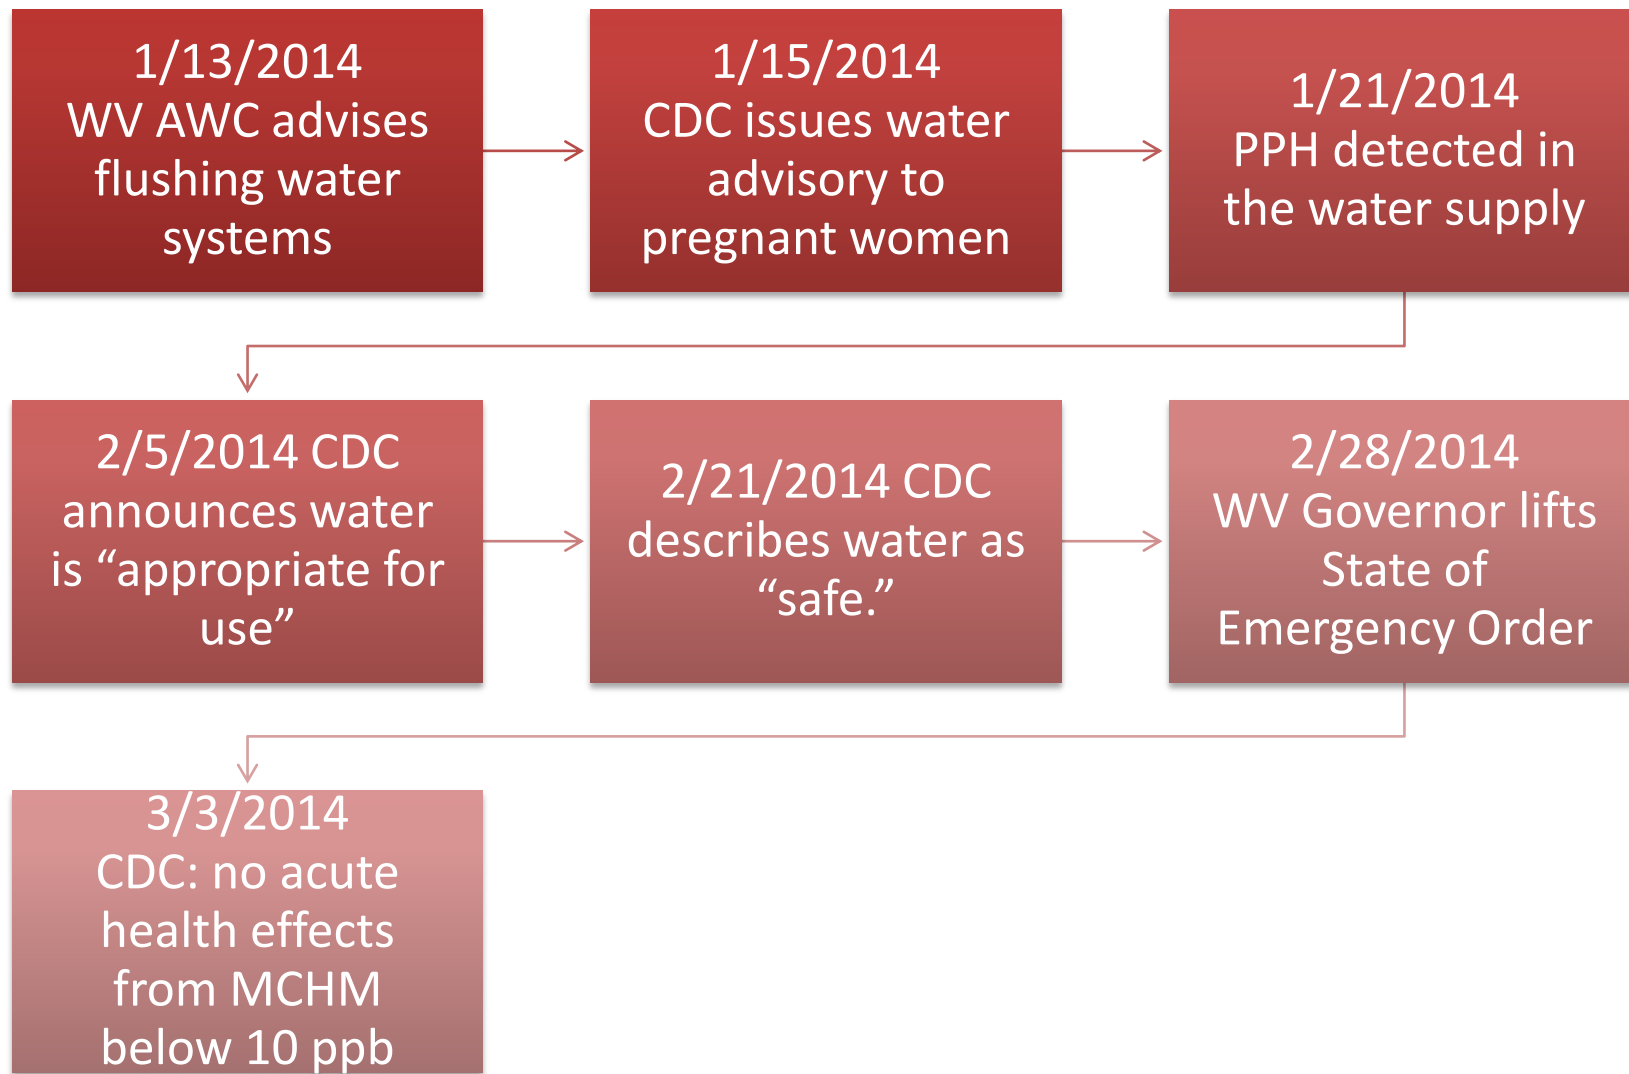 1/13/2014
WV AWC advises
flushing water
systems
1/15/2014
CDC issues water
advisory to
pregnant women
1/21/2014
PPH detected in
the water supply
2/5/2014 CDC
announces water
is “appropriate for
use”
2/21/2014 CDC
describes water as
“safe.”
2/28/2014
WV Governor lifts
State of
Emergency Order
3/3/2014
CDC: no acute
health effects
from MCHM
below 10 ppb